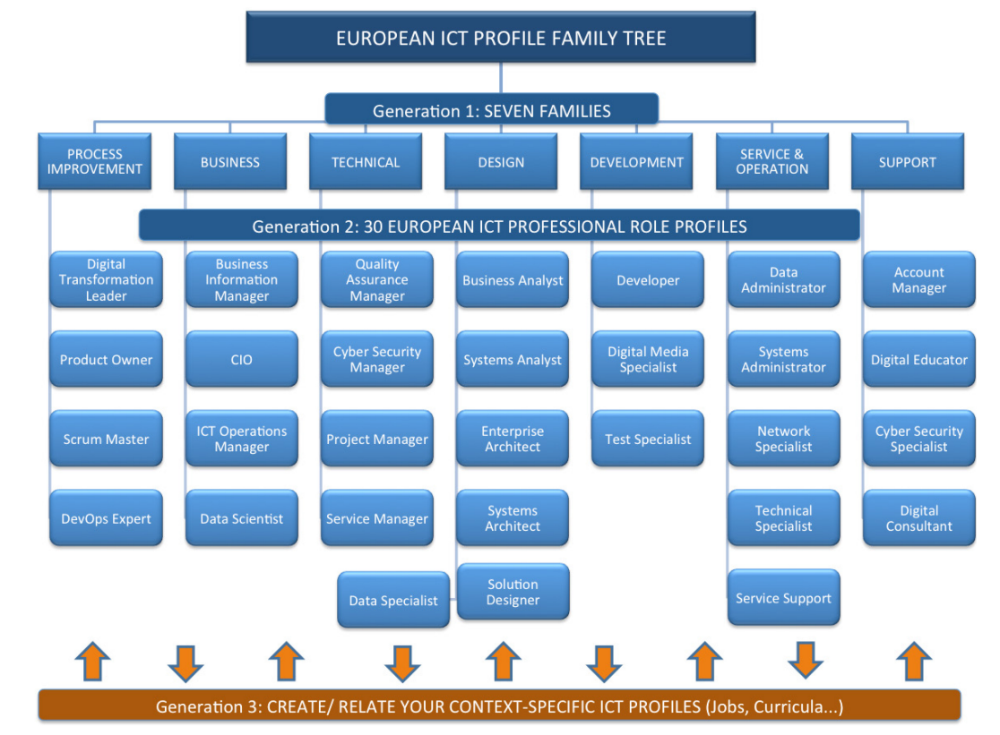 EUROPEAN ICT PROFILE FAMILY TREE
Generation 1: SEVEN FAMILIES
PROCESS
IMPROVEMENT
BUSINESS
TECHNICAL
DESIGN
DEVELOPMENT
SERVICE &
OPERATION
SUPPORT
Generation 2: 30 EUROPEAN ICT PROFESSIONAL ROLE PROFILES
Digital
Transformation
Leader
Business
Information
Manager
Quality
Assurance
Manager
Business Analyst
Developer
Data
Administrator
Account
Manager
Product Owner
CIO
Cyber Security
Manager
Systems Analyst
Digital Media
Specialist
Systems
Administrator
Digital Educator
Scrum Master
ICT Operations
Manager
Project Manager
Enterprise
Architect
Test Specialist
Network
Specialist
Cyber Security
Specialist
DevOps Expert
Data Scientist
Service Manager
Systems
Architect
Technical
Specialist
Digital
Consultant
Data Specialist
Solution
Designer
Service Support
Generation 3: CREATE/ RELATE YOUR CONTEXT-SPECIFIC ICT PROFILES (Jobs, Curricula...)